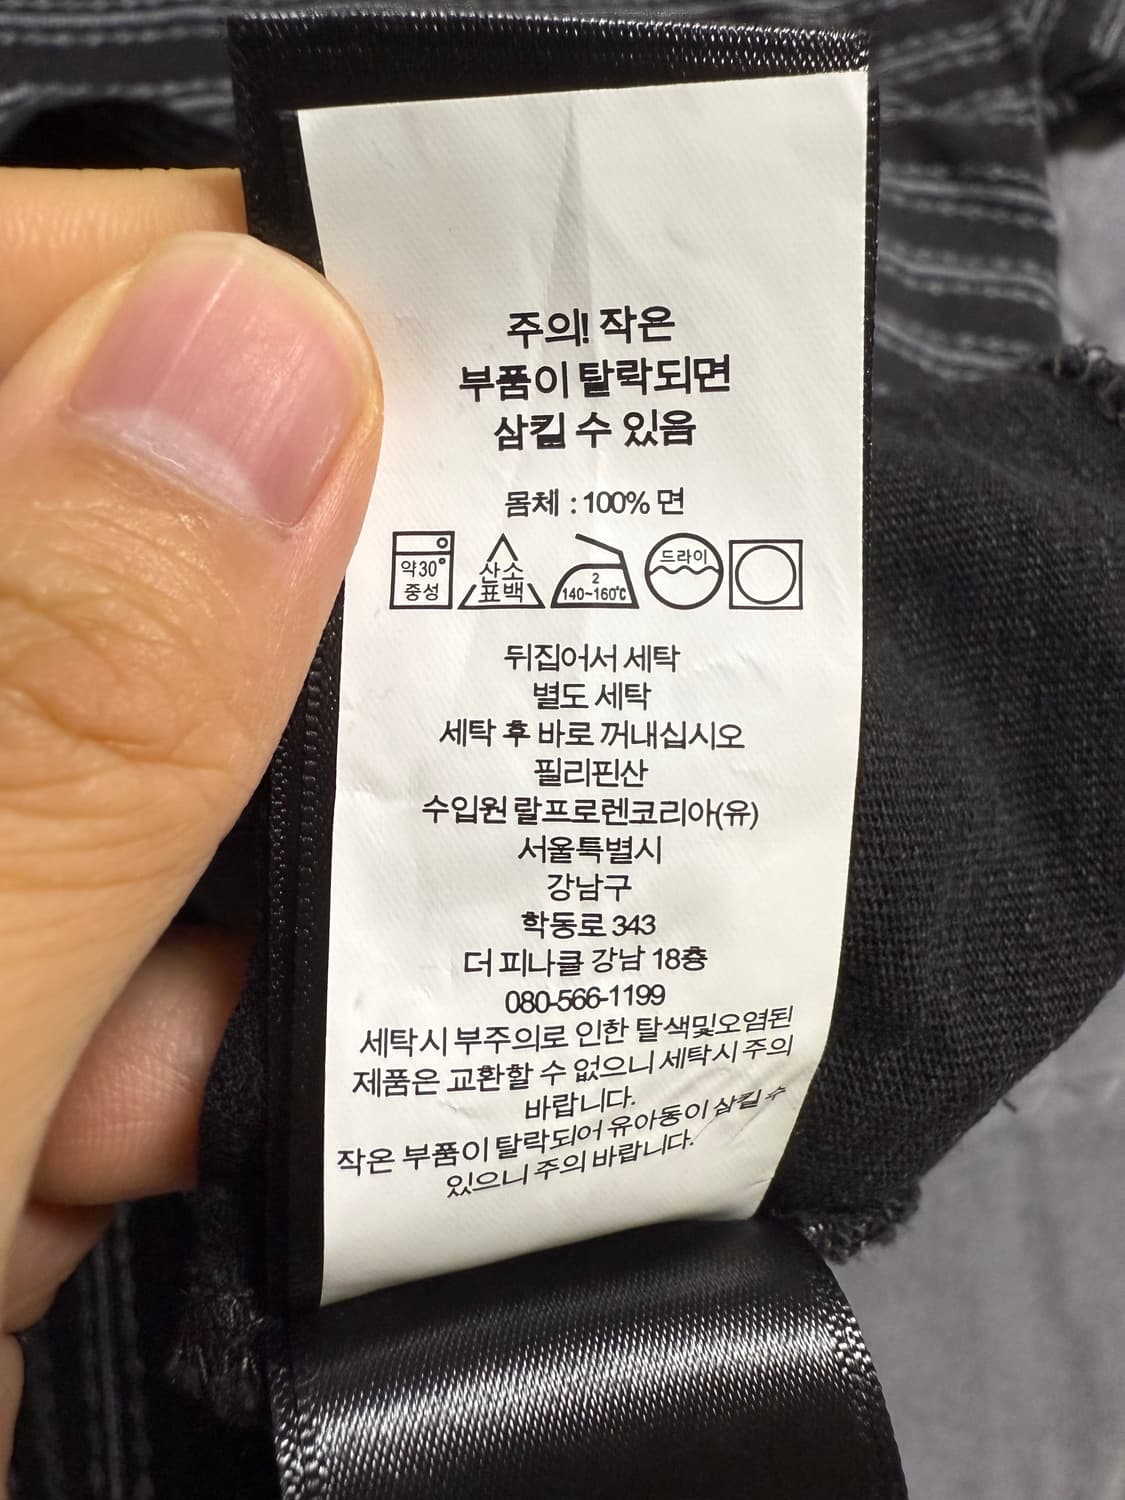 주의! 작은
부품이 탈락되면
삼킬 수 있음
몸체 : 100% 면
약30°
중성
산소
표백
2
140~160℃
드라이
뒤집어서 세탁
별도 세탁
세탁 후 바로 꺼내십시오
필리핀산
수입원 랄프로렌코리아(유)
서울특별시
강남구
학동로 343
더 피나클 강남 18층
080-566-1199
세탁시 부주의로 인한 탈색및오염된
제품은 교환할 수 없으니 세탁시 주의
바랍니다.
작은 부품이 탈락되어 유아동이 삼킬 수
있으니 주의 바랍니다.